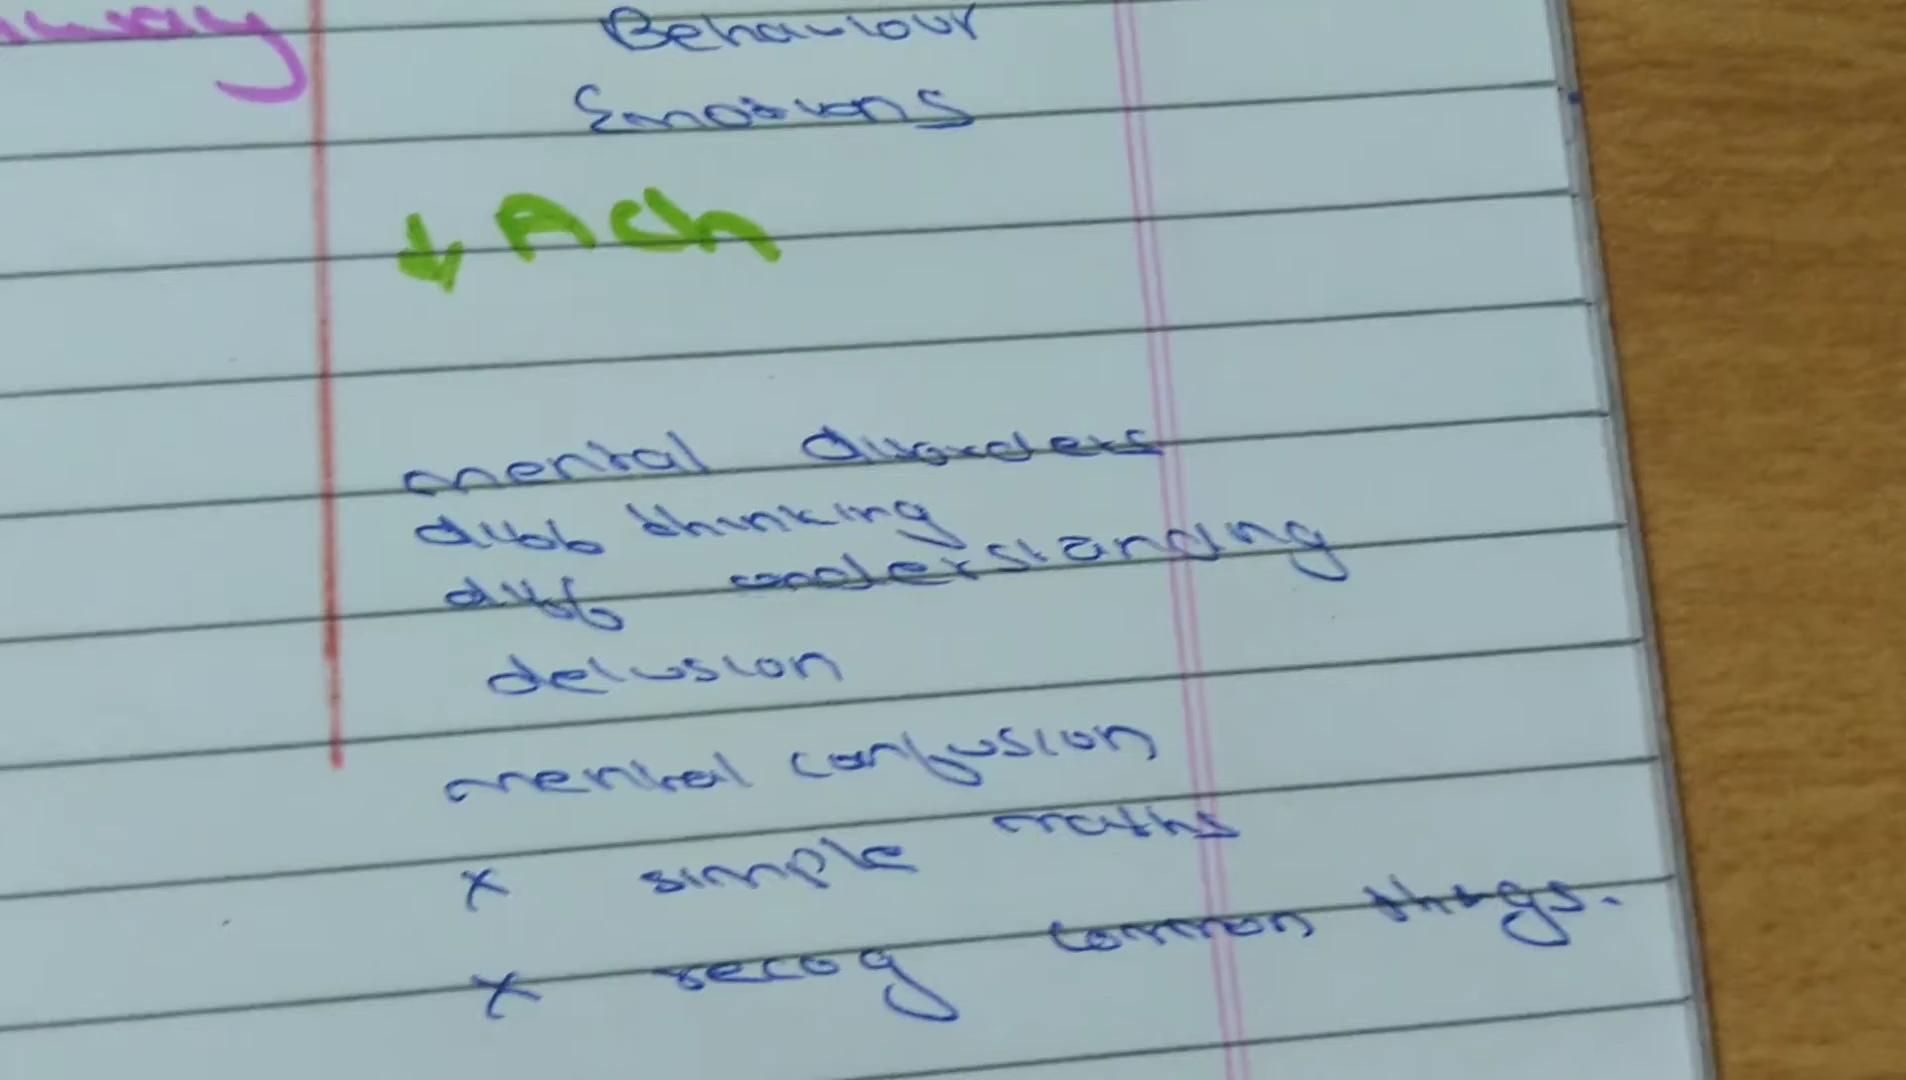 Behaviour
Emotions
↓ Ach
mental disorders
diff thinking
diff understanding
delusion
mental confusion
x simple maths
x recog common things.